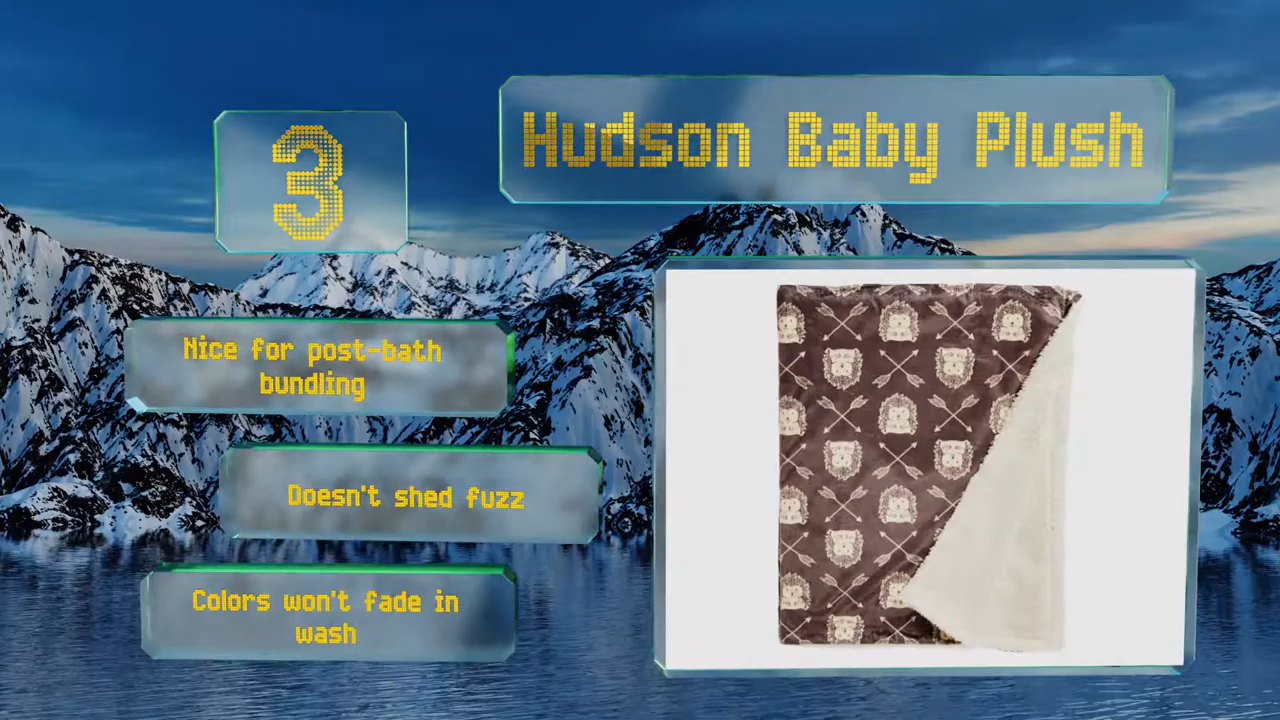 3
Hudson Baby Plush
Nice for post-bath
bundling
Doesn't shed fuzz
Colors won't fade in
wash